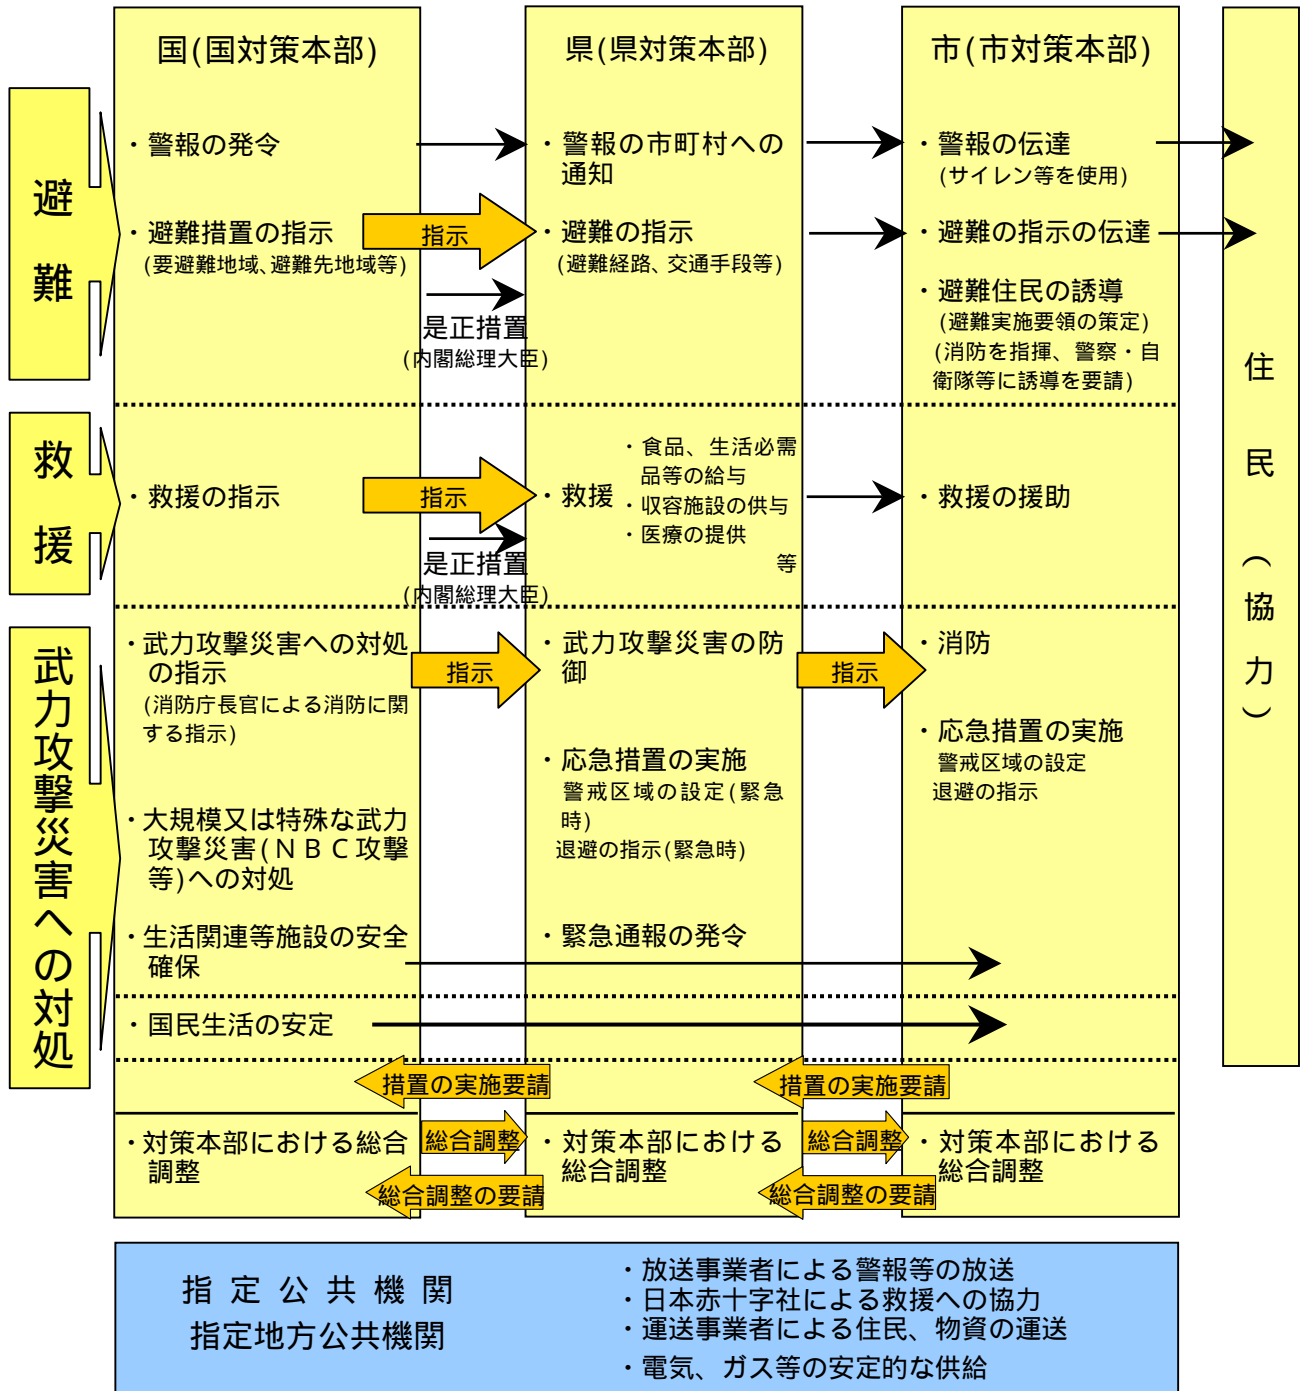 国(国対策本部)
県(県対策本部)
市(市対策本部)
避難
・警報の発令
・警報の市町村への
通知
・警報の伝達
(サイレン等を使用)
・避難措置の指示
(要避難地域、避難先地域等)
指示
・避難の指示
(避難経路、交通手段等)
・避難の指示の伝達
是正措置
(内閣総理大臣)
・避難住民の誘導
(避難実施要領の策定)
(消防を指揮、警察・自
衛隊等に誘導を要請)
救援
・救援の指示
指示
・救援
・食品、生活必需
品等の給与
・収容施設の供与
・医療の提供
等
・救援の援助
是正措置
(内閣総理大臣)
武力攻撃災害への対処
・武力攻撃災害への対処
の指示
(消防庁長官による消防に関
する指示)
指示
・武力攻撃災害の防
御
指示
・消防
・応急措置の実施
警戒区域の設定(緊急
時)
退避の指示(緊急時)
・応急措置の実施
警戒区域の設定
退避の指示
・大規模又は特殊な武力
攻撃災害(ＮＢＣ攻撃
等)への対処
・生活関連等施設の安全
確保
・緊急通報の発令
・国民生活の安定
措置の実施要請
措置の実施要請
・対策本部における総合
調整
総合調整
総合調整の要請
・対策本部における
総合調整
総合調整
総合調整の要請
・対策本部における
総合調整
住民（協力）
指定公共機関
指定地方公共機関
・放送事業者による警報等の放送
・日本赤十字社による救援への協力
・運送事業者による住民、物資の運送
・電気、ガス等の安定的な供給